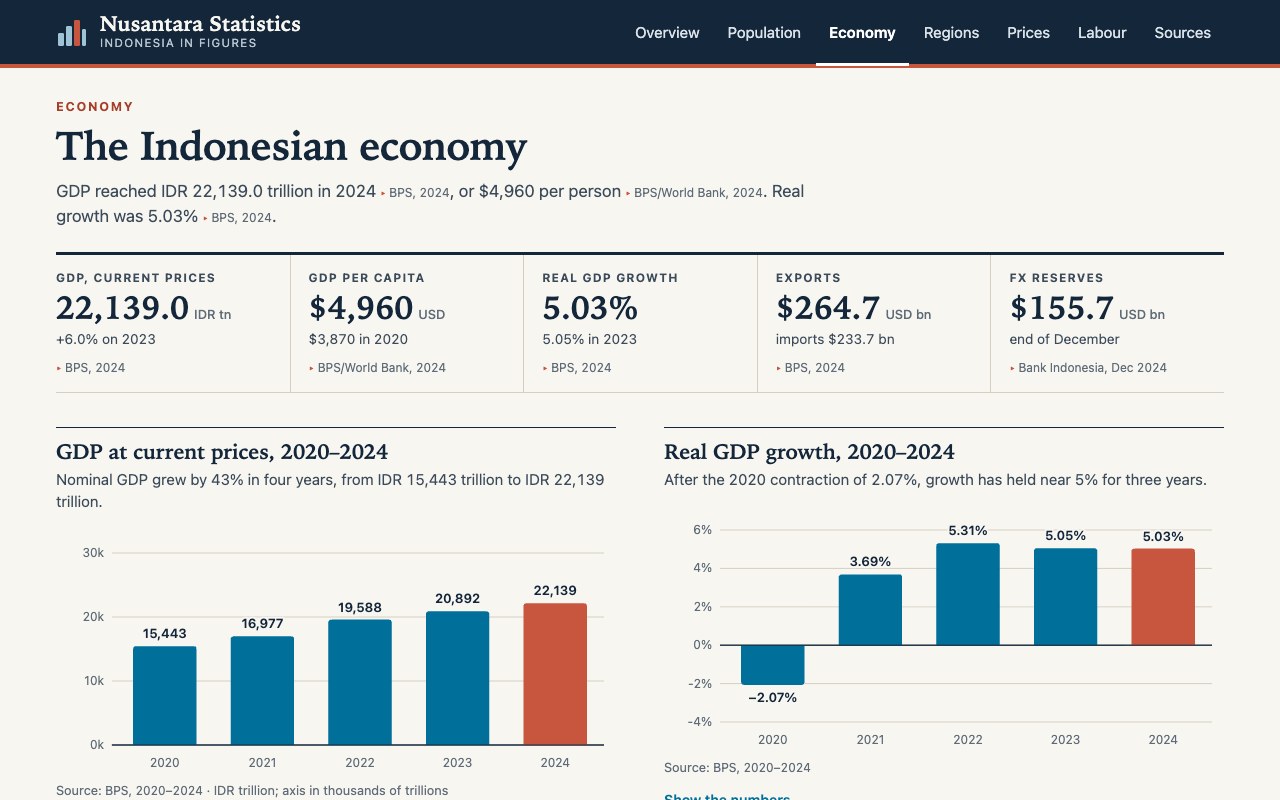 Nusantara Statistics
INDONESIA IN FIGURES
Overview Population Economy Regions Prices Labour Sources
ECONOMY
The Indonesian economy
GDP reached IDR 22,139.0 trillion in 2024 ‣ BPS, 2024, or $4,960 per person ‣ BPS/World Bank, 2024. Real
growth was 5.03% ‣ BPS, 2024.
GDP, CURRENT PRICES
22,139.0 IDR tn
+6.0% on 2023
‣ BPS, 2024
GDP PER CAPITA
$4,960 USD
$3,870 in 2020
‣ BPS/World Bank, 2024
REAL GDP GROWTH
5.03%
5.05% in 2023
‣ BPS, 2024
EXPORTS
$264.7 USD bn
imports $233.7 bn
‣ BPS, 2024
FX RESERVES
$155.7 USD bn
end of December
‣ Bank Indonesia, Dec 2024
GDP at current prices, 2020–2024
Nominal GDP grew by 43% in four years, from IDR 15,443 trillion to IDR 22,139
trillion.
30k
20k
10k
0k
15,443
16,977
19,588
20,892
22,139
2020 2021 2022 2023 2024
Source: BPS, 2020–2024 · IDR trillion; axis in thousands of trillions
Real GDP growth, 2020–2024
After the 2020 contraction of 2.07%, growth has held near 5% for three years.
6%
4%
2%
0%
-2%
-4%
−2.07%
3.69%
5.31%
5.05%
5.03%
2020 2021 2022 2023 2024
Source: BPS, 2020–2024
Show the numbers